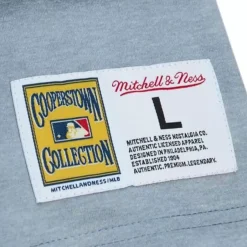 COOPERSTOWN
COLLECTION
MITCHELLANDNESS/MLB
Mitchell & Ness
L
MITCHELL & NESS NOSTALGIA CO.
AUTHENTIC LICENSED APPAREL
DESIGNED IN PHILADELPHIA, PA.
ESTABLISHED 1904
AUTHENTIC. PREMIUM. LEGENDARY.